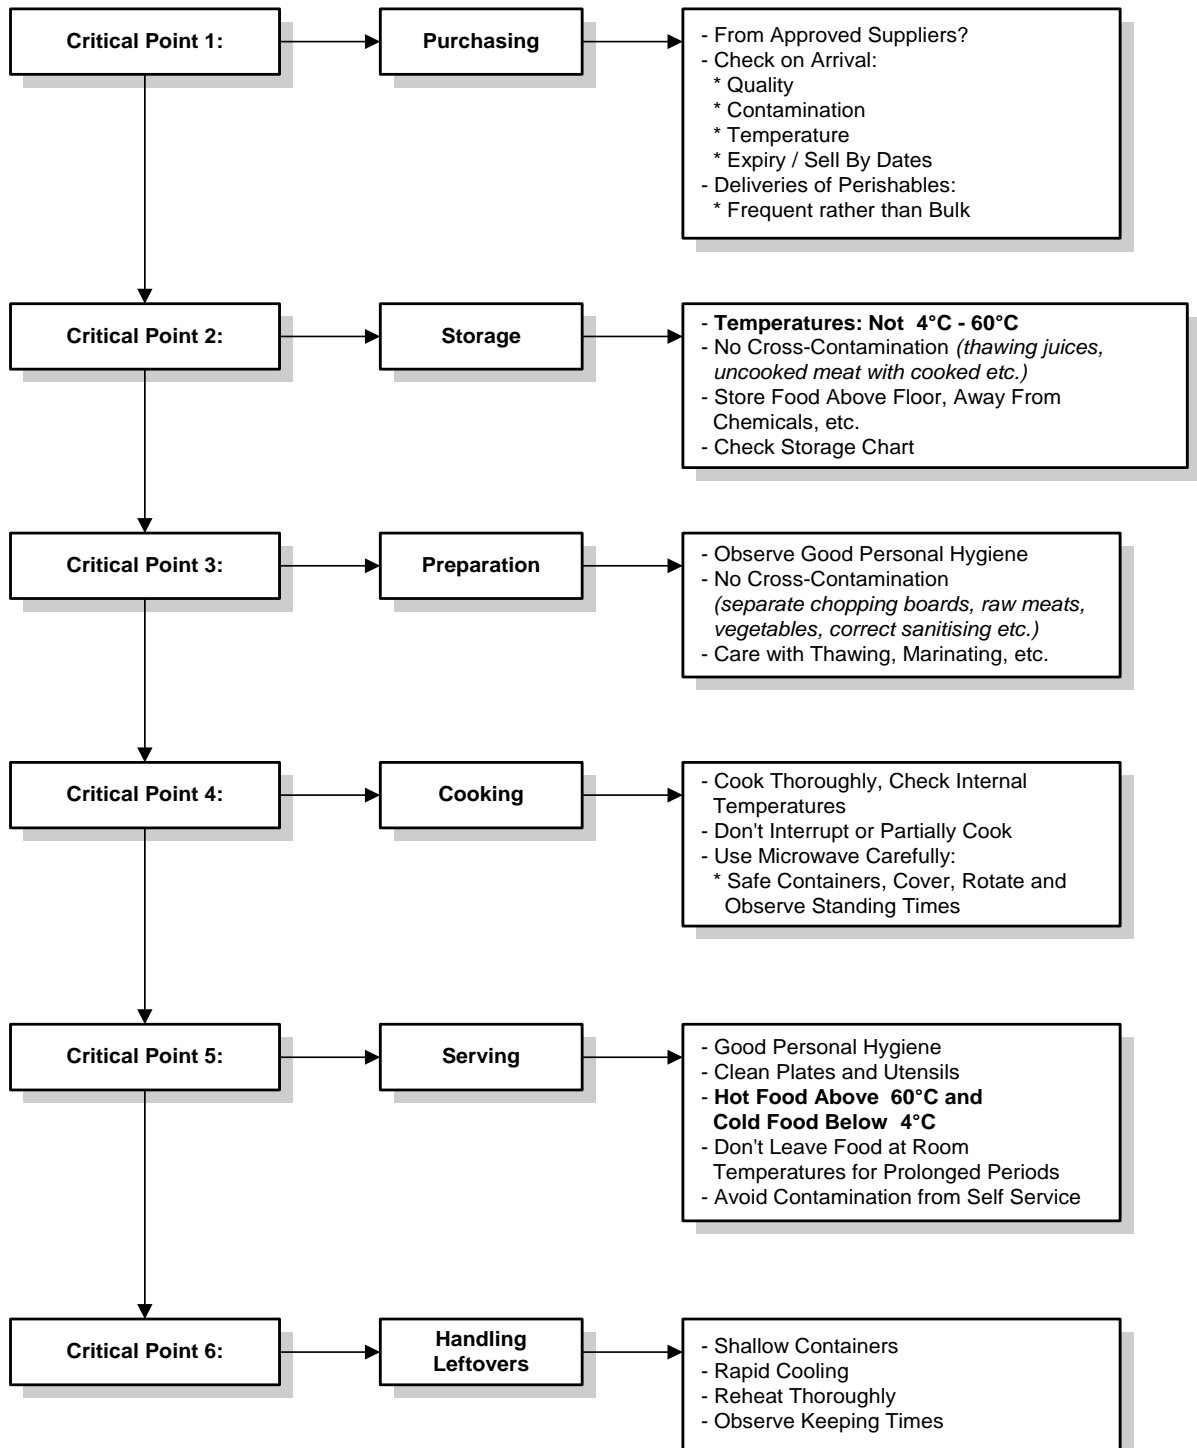 Critical Point 1:
Purchasing
- From Approved Suppliers?
- Check on Arrival:
* Quality
* Contamination
* Temperature
* Expiry / Sell By Dates
- Deliveries of Perishables:
* Frequent rather than Bulk
Critical Point 2:
Storage
- Temperatures: Not 4°C - 60°C
- No Cross-Contamination (thawing juices,
uncooked meat with cooked etc.)
- Store Food Above Floor, Away From
Chemicals, etc.
- Check Storage Chart
Critical Point 3:
Preparation
- Observe Good Personal Hygiene
- No Cross-Contamination
(separate chopping boards, raw meats,
vegetables, correct sanitising etc.)
- Care with Thawing, Marinating, etc.
Critical Point 4:
Cooking
- Cook Thoroughly, Check Internal
Temperatures
- Don't Interrupt or Partially Cook
- Use Microwave Carefully:
* Safe Containers, Cover, Rotate and
Observe Standing Times
Critical Point 5:
Serving
- Good Personal Hygiene
- Clean Plates and Utensils
- Hot Food Above 60°C and
Cold Food Below 4°C
- Don't Leave Food at Room
Temperatures for Prolonged Periods
- Avoid Contamination from Self Service
Critical Point 6:
Handling
Leftovers
- Shallow Containers
- Rapid Cooling
- Reheat Thoroughly
- Observe Keeping Times